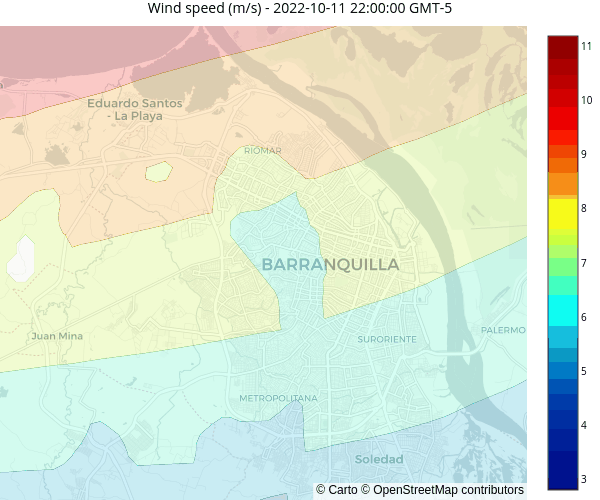 Wind speed (m/s) - 2022-10-11 22:00:00 GMT-5
Eduardo Santos
- La Playa
RIOMAR
BARRANQUILLA
Juan Mina
SURORIENTE
PALERMO
METROPOLITANA
Soledad
© Carto © OpenStreetMap contributors
11
10
9
8
7
6
5
4
3